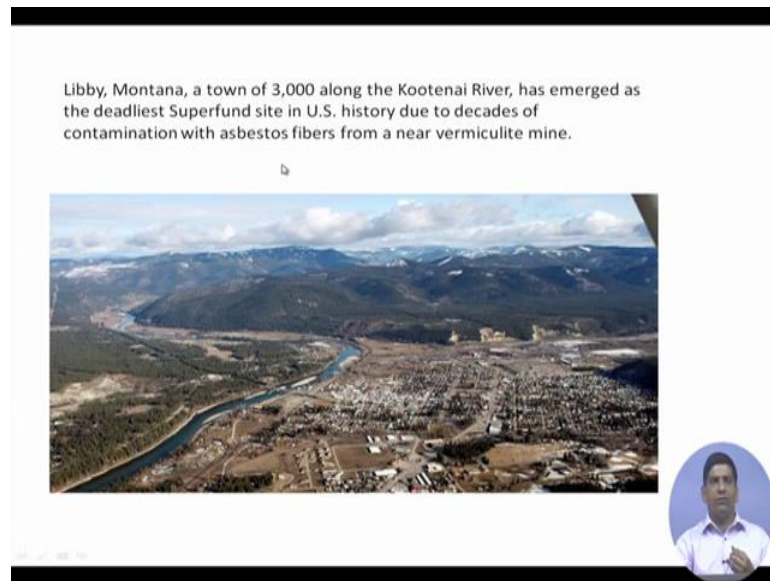 Libby, Montana, a town of 3,000 along the Kootenai River, has emerged as
the deadliest Superfund site in U.S. history due to decades of
contamination with asbestos fibers from a near vermiculite mine.